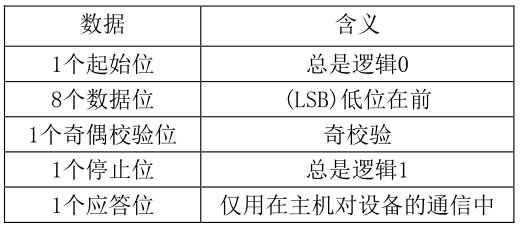 数据 含义
1个起始位 总是逻辑0
8个数据位 (LSB)低位在前
1个奇偶校验位 奇校验
1个停止位 总是逻辑1
1个应答位 仅用在主机对设备的通信中